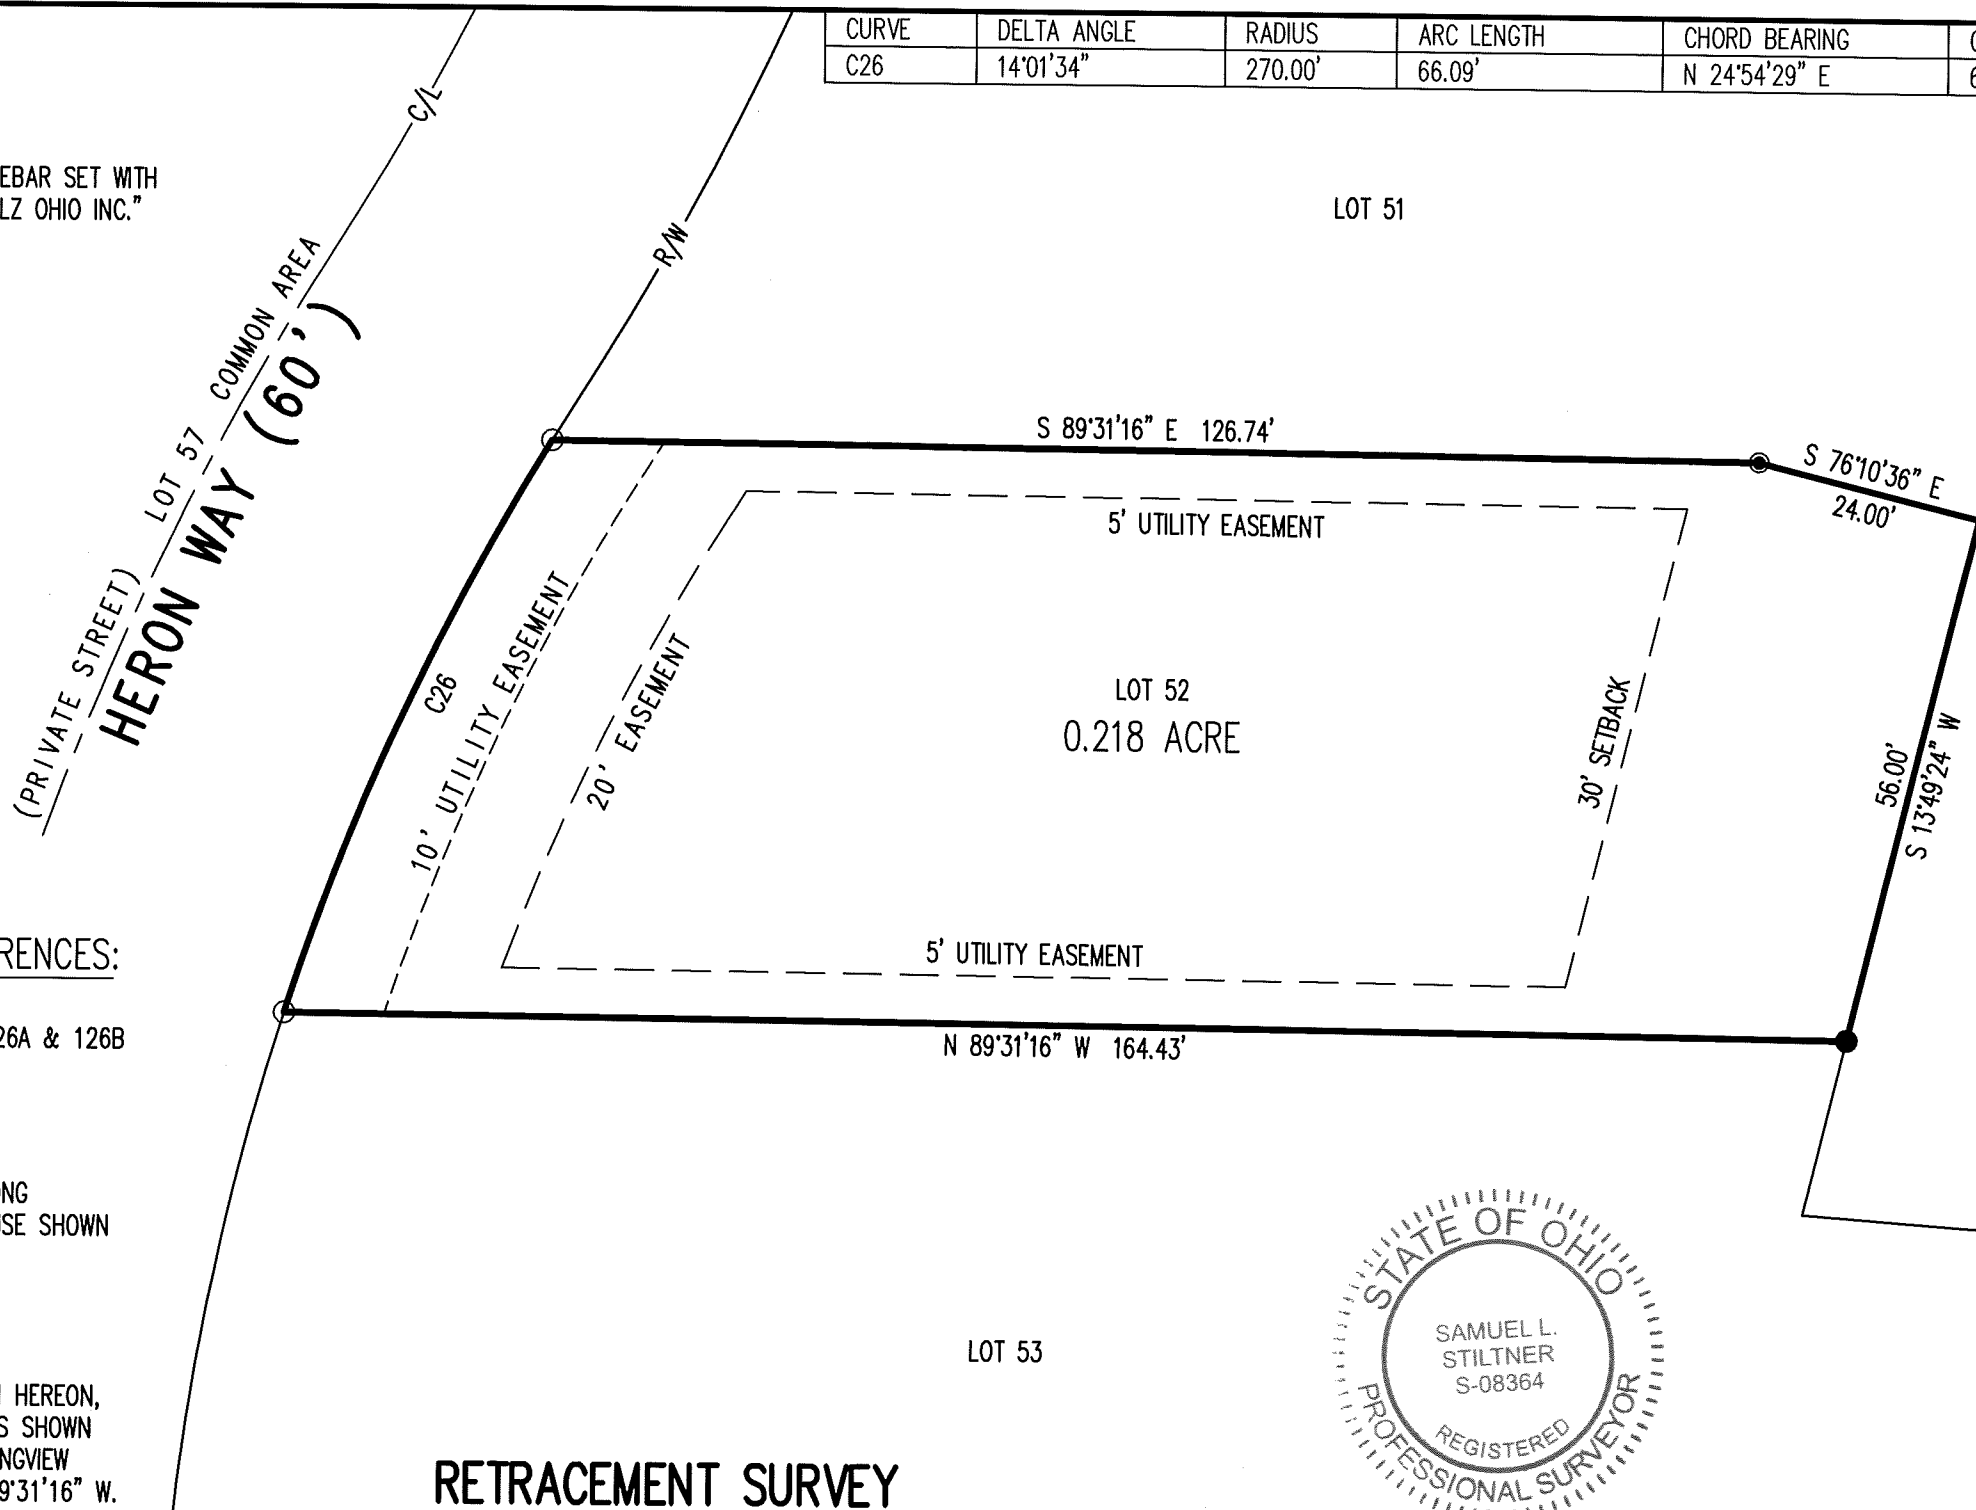 CURVE DELTA ANGLE RADIUS ARC LENGTH CHORD BEARING
C26 14°01'34" 270.00' 66.09' N 24°54'29" E
C/L
EBAR SET WITH
LZ OHIO INC."
LOT 51
R/W
LOT 57 COMMON AREA
(PRIVATE STREET)
HERON WAY (60')
S 89°31'16" E 126.74'
S 76°10'36" E
24.00'
5' UTILITY EASEMENT
C26
10' UTILITY EASEMENT
20' EASEMENT
LOT 52
0.218 ACRE
30' SETBACK
56.00'
S 13°49'24" W
5' UTILITY EASEMENT
RENCES:
N 89°31'16" W 164.43'
26A & 126B
NG
SE SHOWN
STATE OF OHIO
SAMUEL L.
STILTNER
S-08364
REGISTERED
PROFESSIONAL SURVEYOR
LOT 53
HEREON,
S SHOWN
NGVIEW
9°31'16" W.
RETRACEMENT SURVEY